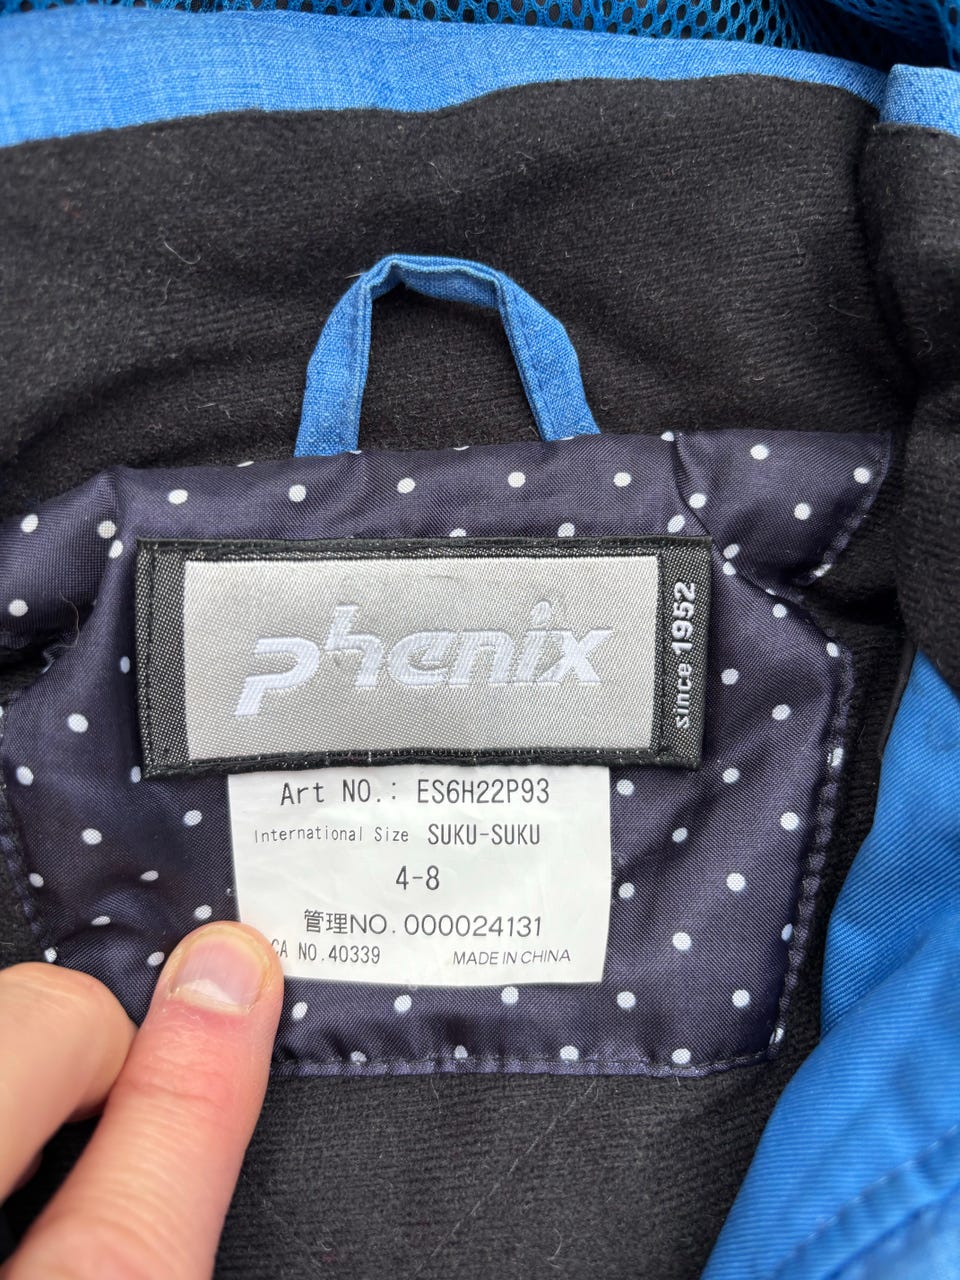 phenix
since 1952
Art NO.: ES6H22P93
International Size SUKU-SUKU
4-8
管理NO.000024131
CA NO.40339 MADE IN CHINA